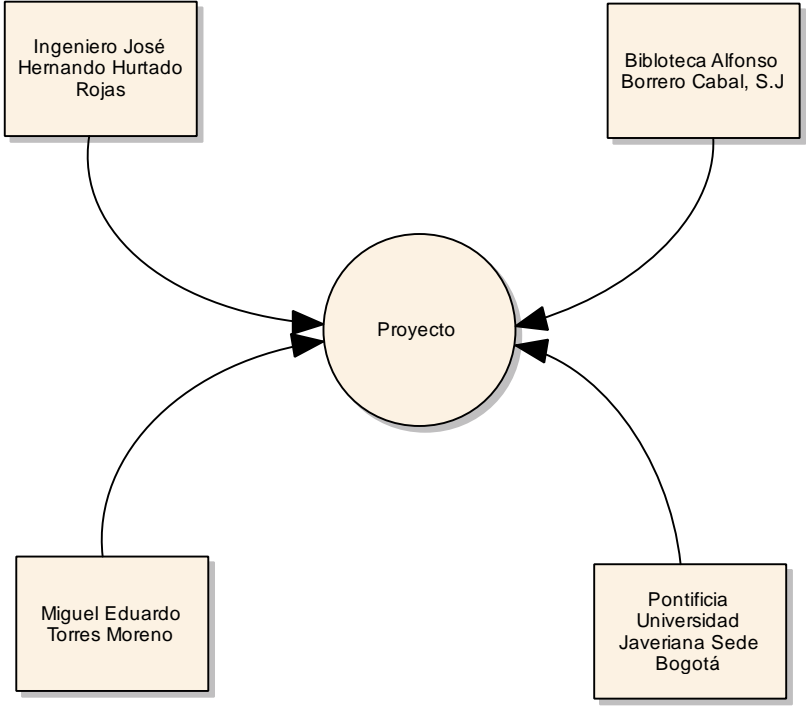 Ingeniero José
Hernando Hurtado
Rojas
Bibloteca Alfonso
Borrero Cabal, S.J
Proyecto
Miguel Eduardo
Torres Moreno
Pontificia
Universidad
Javeriana Sede
Bogotá